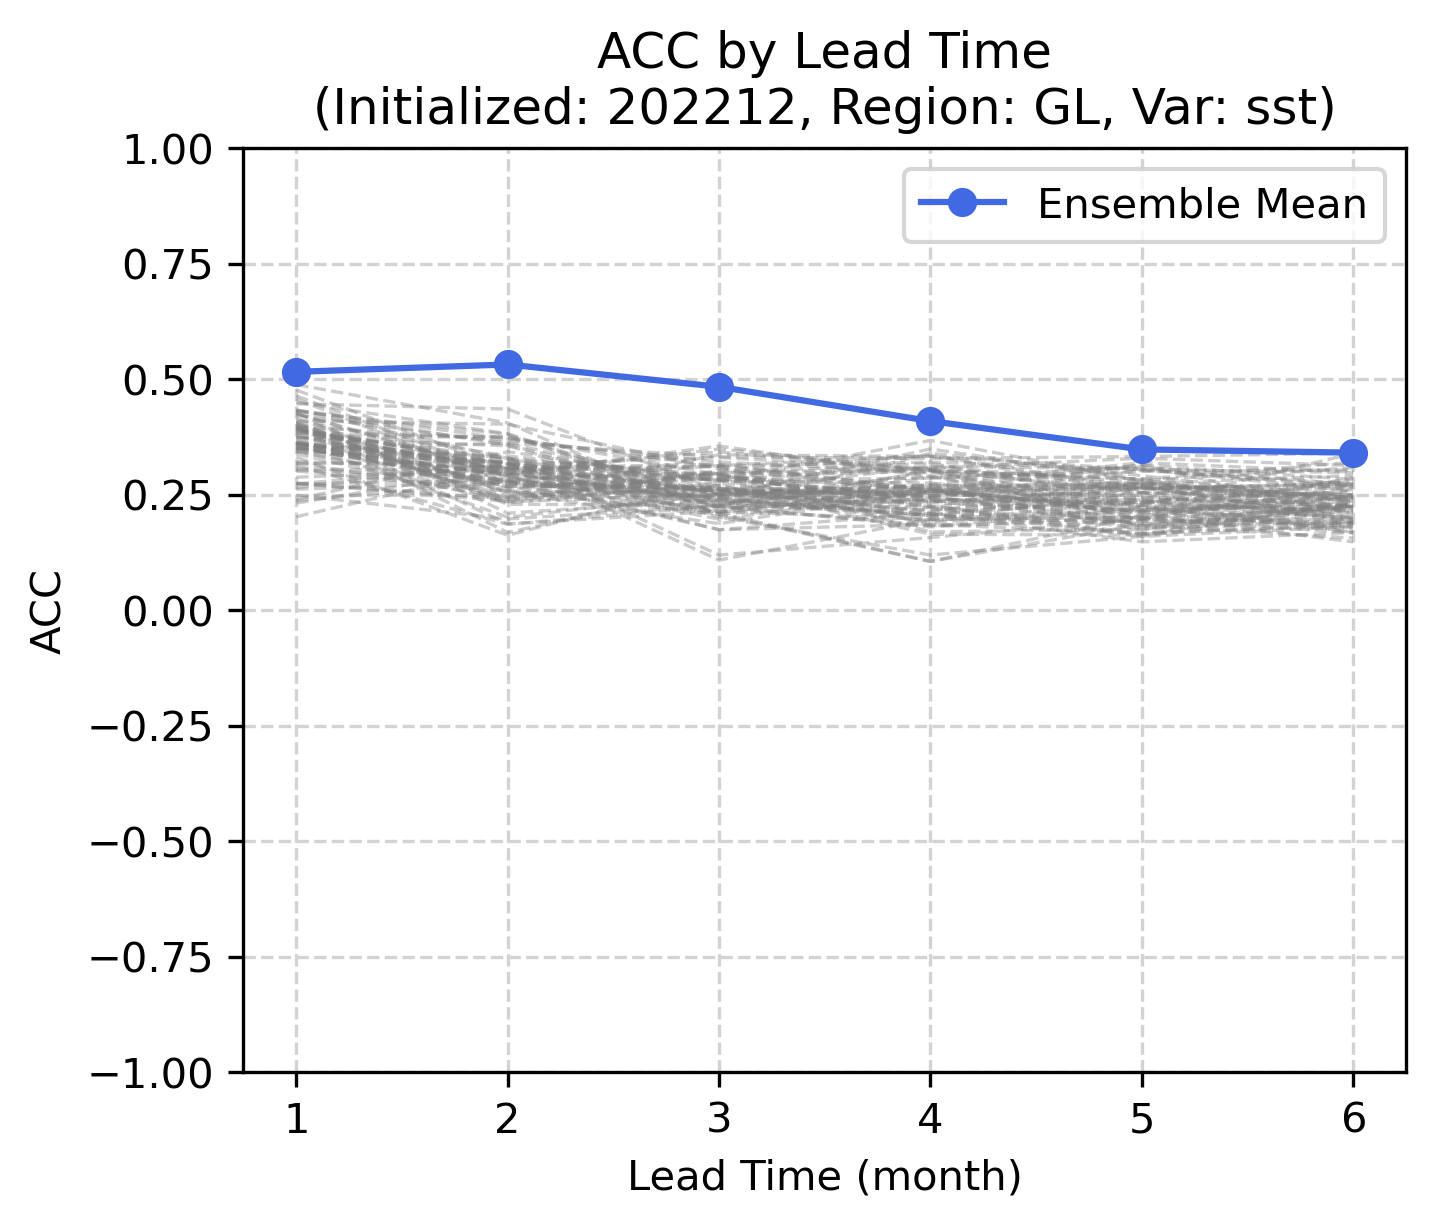 ACC by Lead Time
(Initialized: 202212, Region: GL, Var: sst)
Ensemble Mean
1.00
0.75
0.50
0.25
0.00
−0.25
−0.50
−0.75
−1.00
ACC
1 2 3 4 5 6
Lead Time (month)